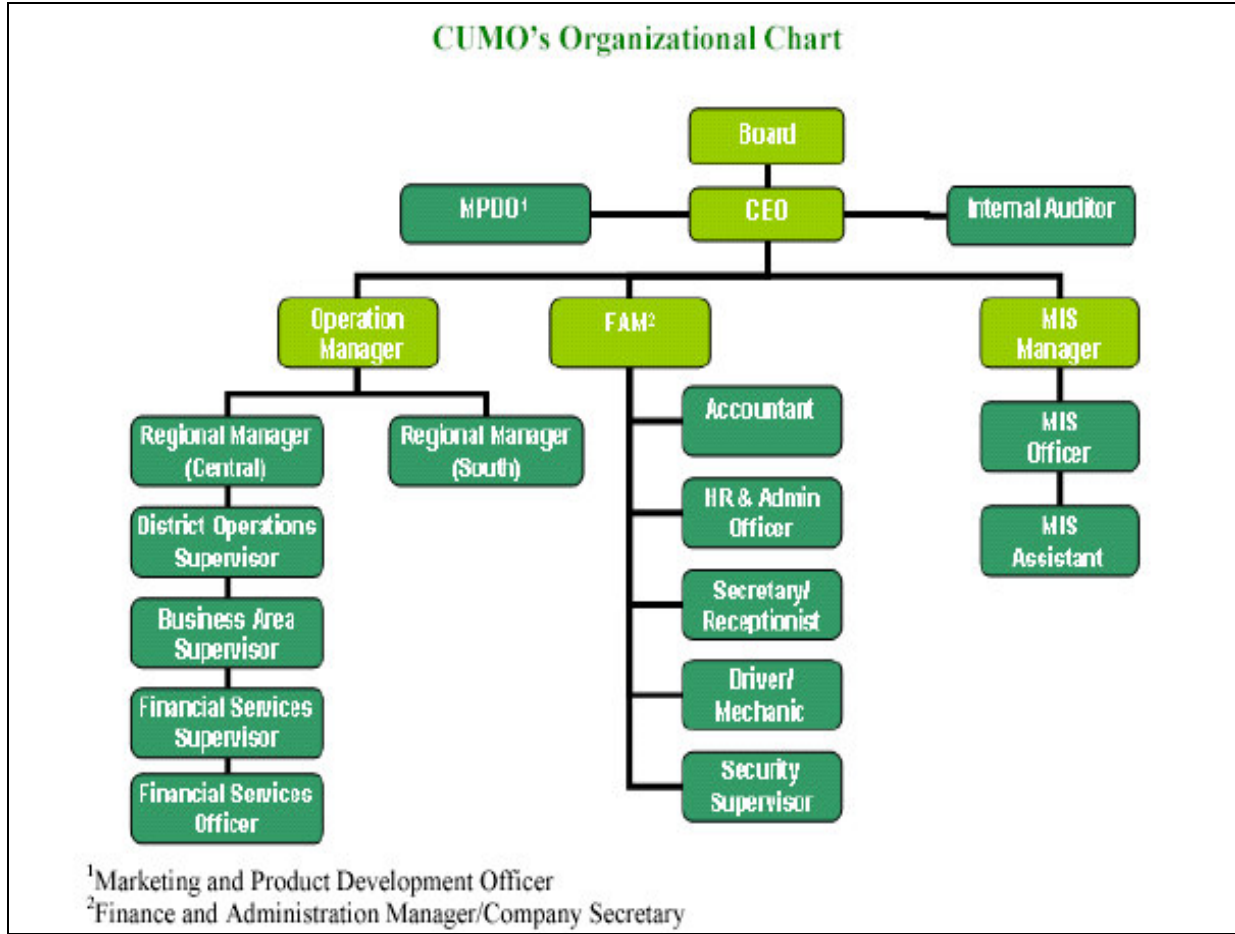 CUMO's Organizational Chart
Board
MPDO¹
CEO
Internal Auditor
Operation
Manager
FAM²
MIS
Manager
Regional Manager
(Central)
Regional Manager
(South)
Accountant
MIS
Officer
District Operations
Supervisor
HR & Admin
Officer
MIS
Assistant
Business Area
Supervisor
Secretary/
Receptionist
Financial Services
Supervisor
Driver/
Mechanic
Financial Services
Officer
Security
Supervisor
¹Marketing and Product Development Officer
²Finance and Administration Manager/Company Secretary